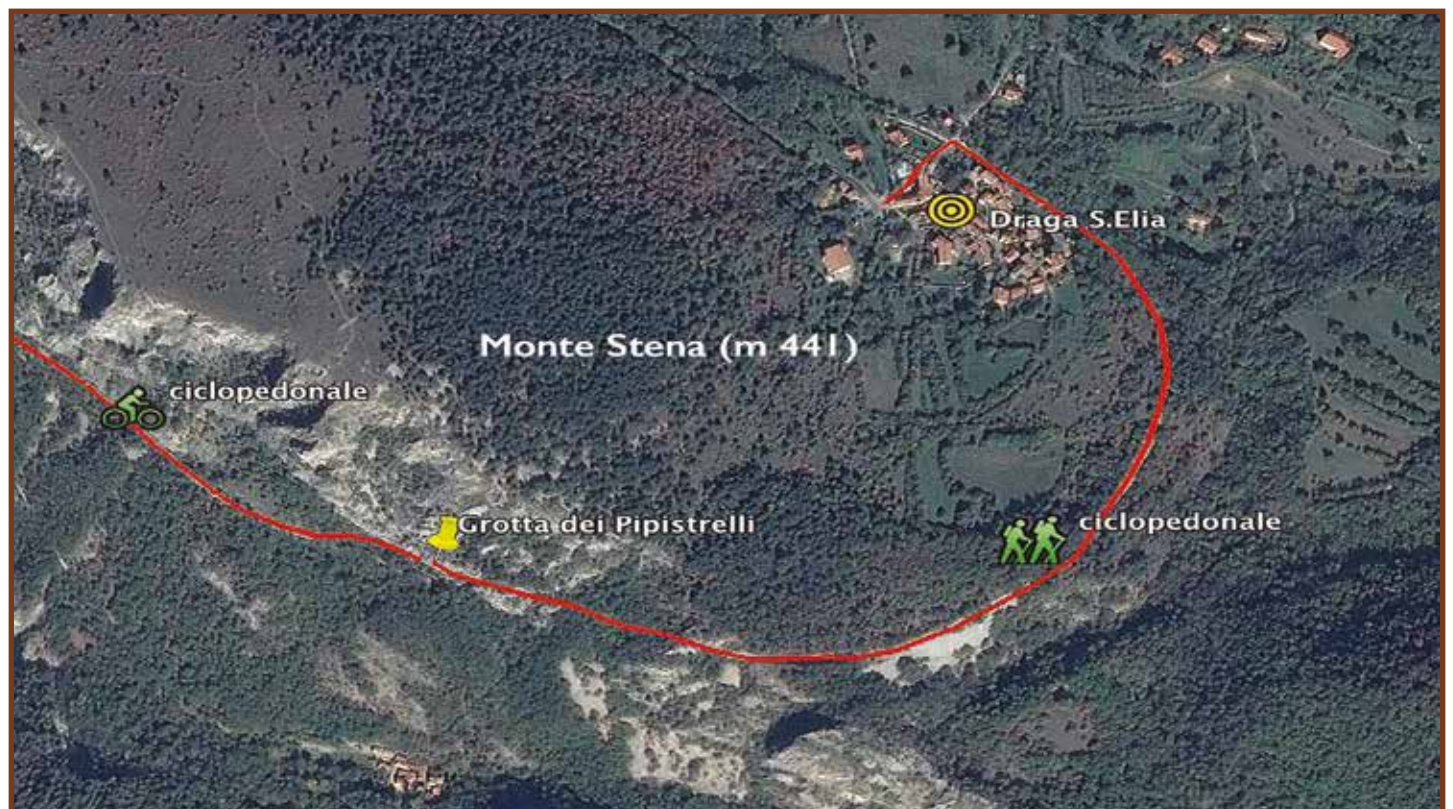 Draga S.Elia
Monte Stena (m 441)
ciclopedonale
Grotta dei Pipistrelli
ciclopedonale